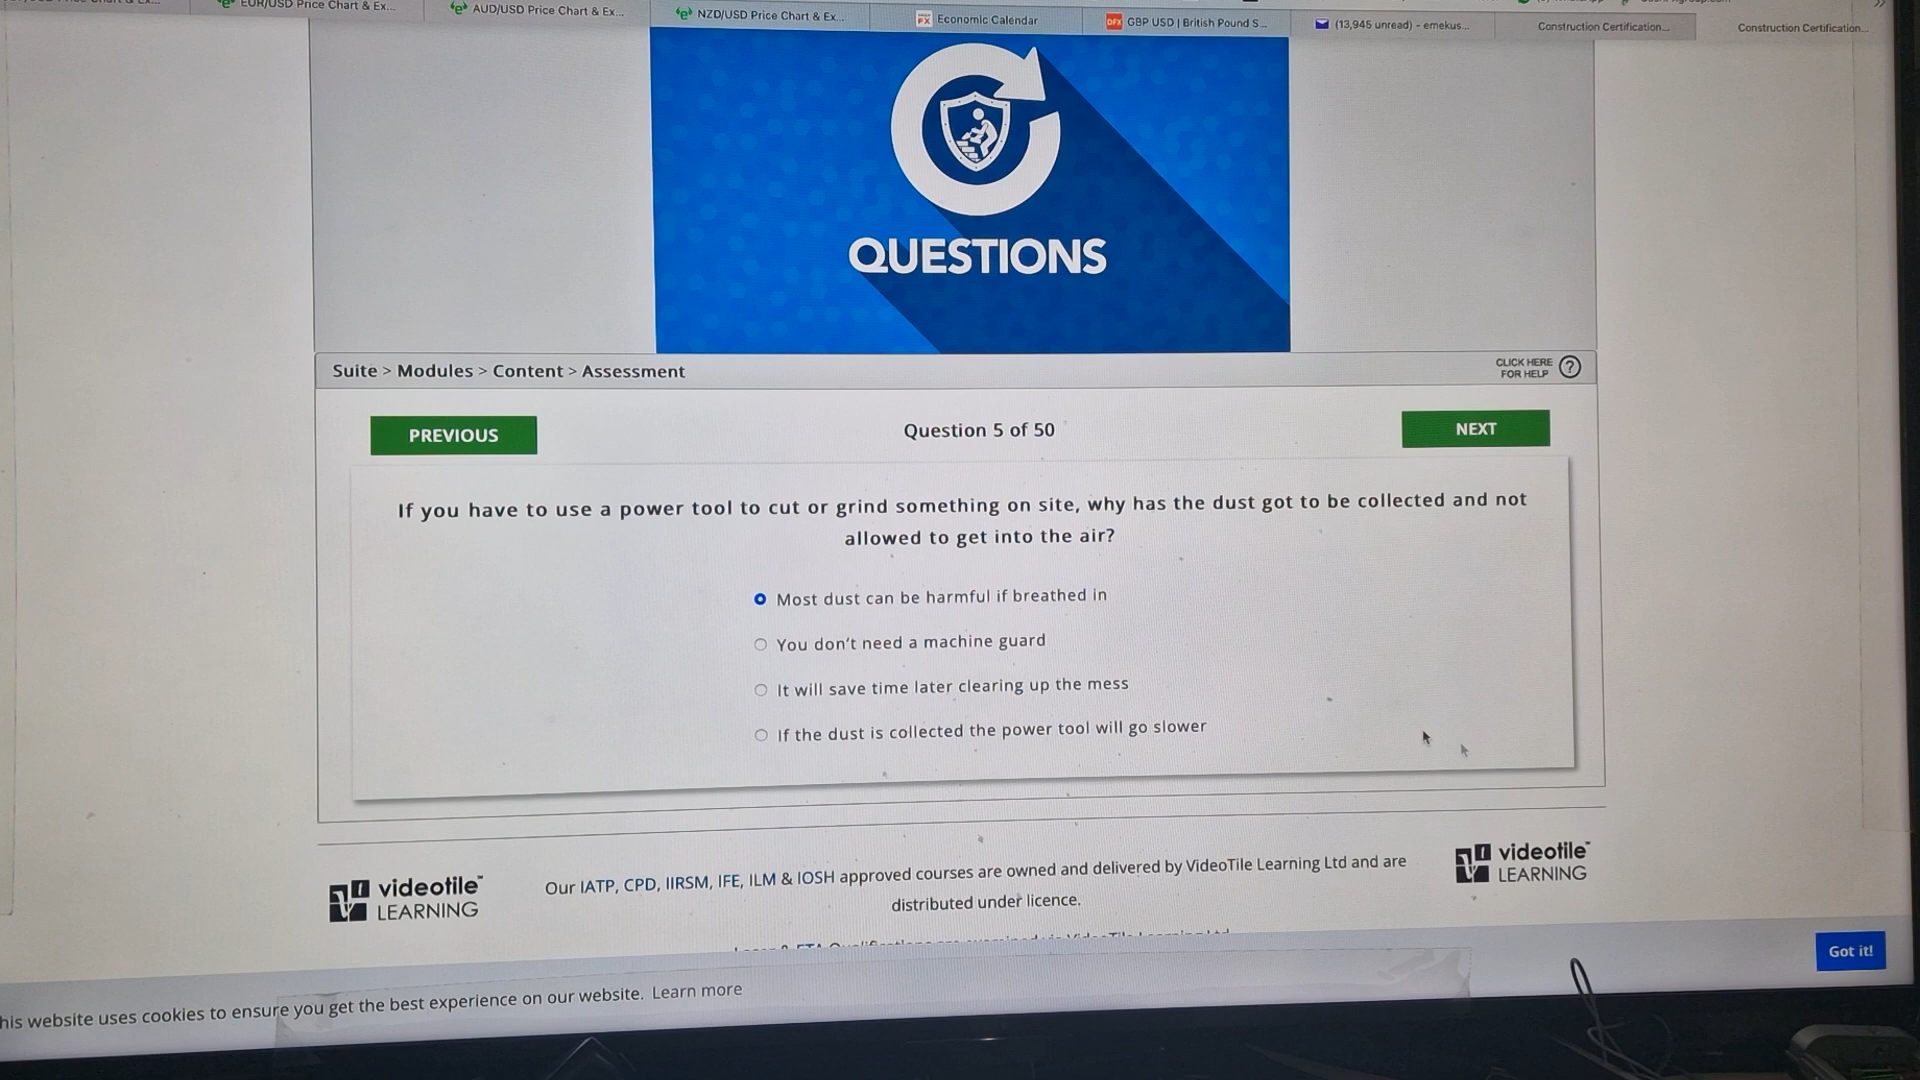 EUR/USD Price Chart & Ex...
AUD/USD Price Chart & Ex...
NZD/USD Price Chart & Ex...
Economic Calendar
GBP USD | British Pound S...
(13,945 unread) - emekus...
Construction Certification...
Construction Certification...
QUESTIONS
Suite > Modules > Content > Assessment
CLICK HERE
FOR HELP ?
PREVIOUS
Question 5 of 50
NEXT
If you have to use a power tool to cut or grind something on site, why has the dust got to be collected and not
allowed to get into the air?
Most dust can be harmful if breathed in
You don't need a machine guard
It will save time later clearing up the mess
If the dust is collected the power tool will go slower
videotile™
LEARNING
Our IATP, CPD, IIRSM, IFE, ILM & IOSH approved courses are owned and delivered by VideoTile Learning Ltd and are
distributed under licence.
videotile™
LEARNING
Got it!
his website uses cookies to ensure you get the best experience on our website. Learn more